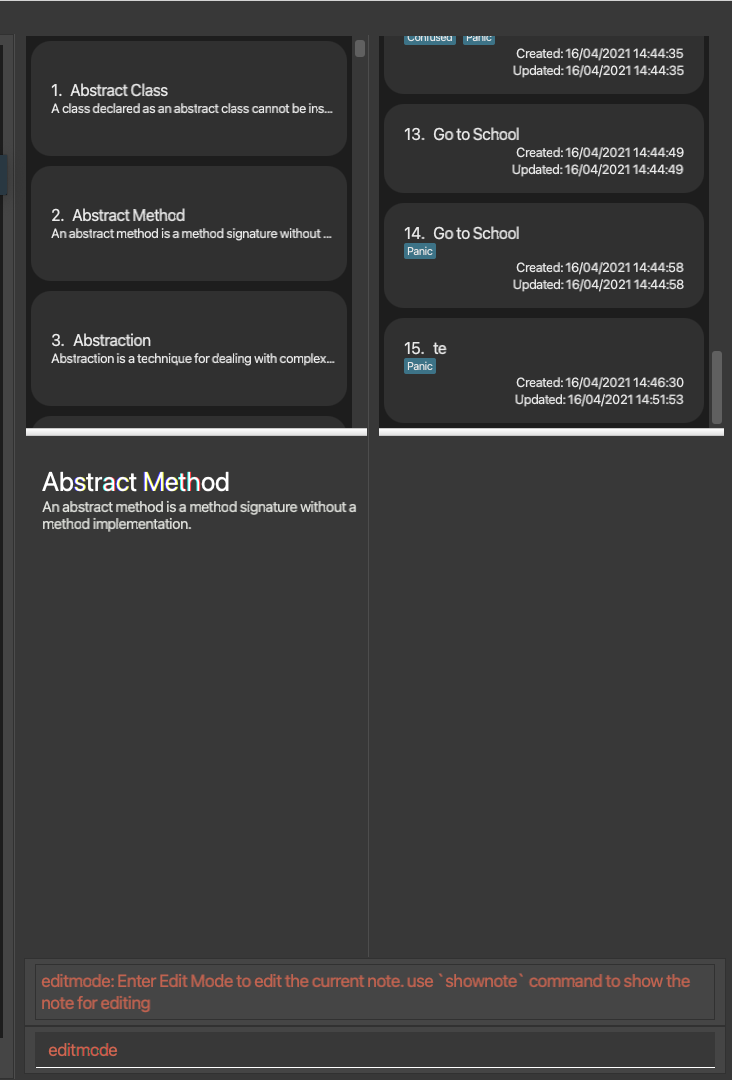 1. Abstract Class
A class declared as an abstract class cannot be ins...
2. Abstract Method
An abstract method is a method signature without ...
3. Abstraction
Abstraction is a technique for dealing with complex...
Confused Panic
Created: 16/04/2021 14:44:35
Updated: 16/04/2021 14:44:35
13. Go to School
Created: 16/04/2021 14:44:49
Updated: 16/04/2021 14:44:49
14. Go to School
Panic
Created: 16/04/2021 14:44:58
Updated: 16/04/2021 14:44:58
15. te
Panic
Created: 16/04/2021 14:46:30
Updated: 16/04/2021 14:51:53
Abstract Method
An abstract method is a method signature without a
method implementation.
editmode: Enter Edit Mode to edit the current note. use `shownote` command to show the
note for editing
editmode